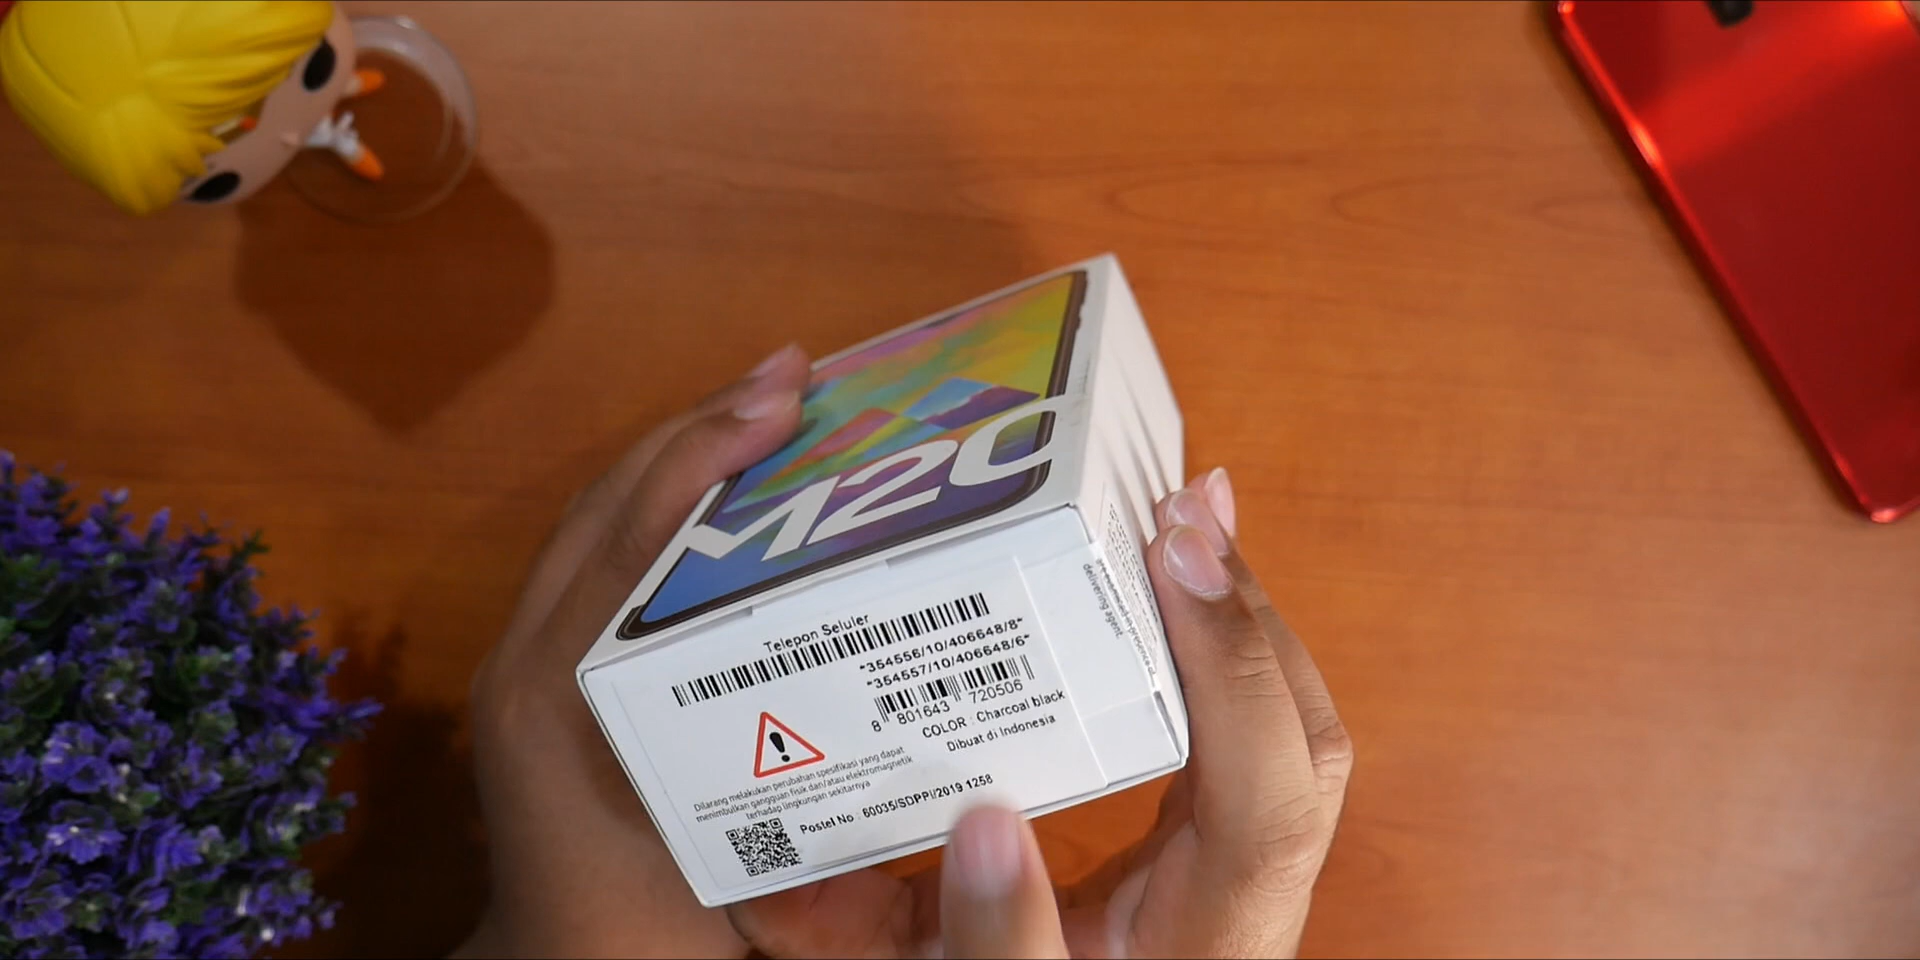 M20
Telepon Seluler
*354556/10/406648/8*
*354557/10/406648/6*
8 801643 720506
COLOR : Charcoal black
Dibuat di Indonesia
Dilarang melakukan perubahan spesifikasi yang dapat
menimbulkan gangguan fisik dan/atau elektromagnetik
terhadap lingkungan sekitarnya
Postel No : 60035/SDPPI/2019 1258
presence of
delivering agent.